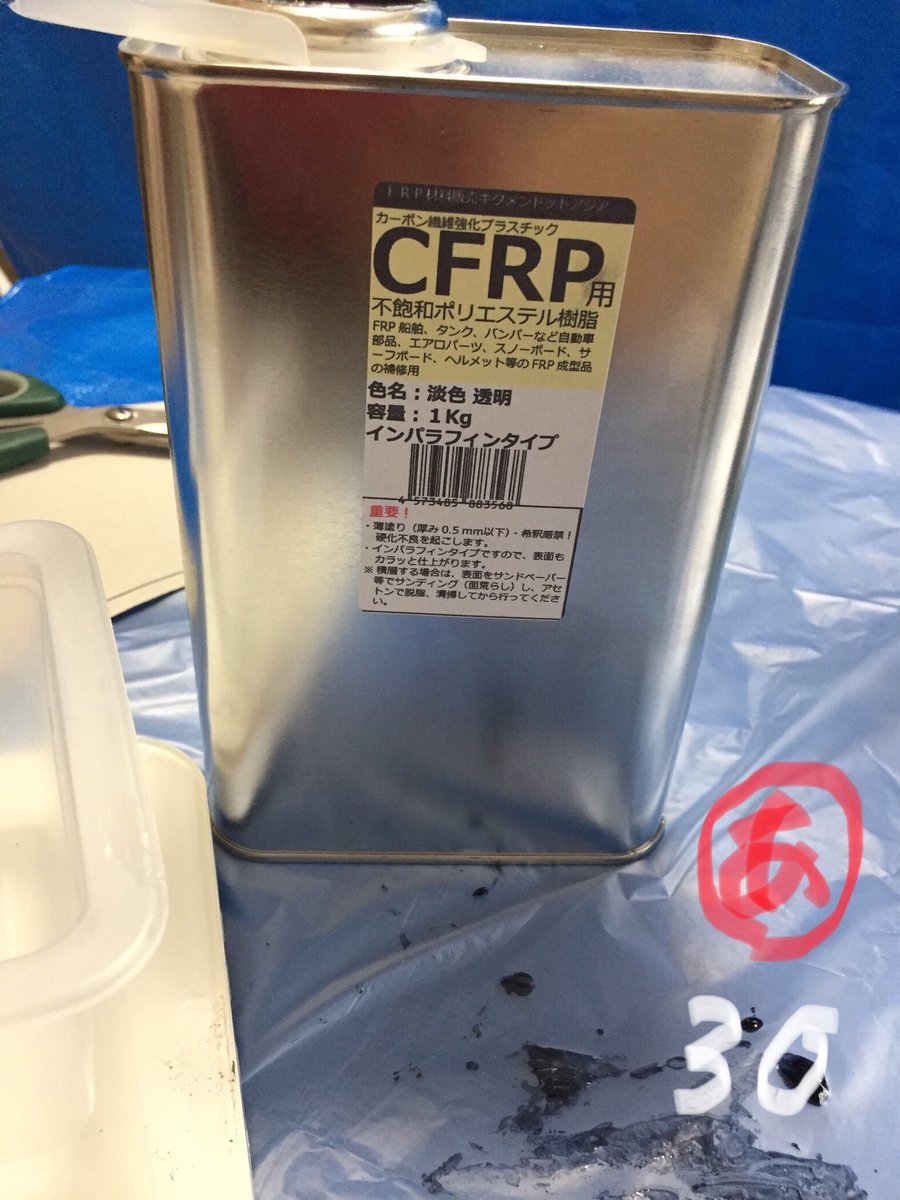 FRP材料販売キクメンドットアジア
カーボン繊維強化プラスチック
CFRP用
不飽和ポリエステル樹脂
FRP船舶、タンク、バンパーなど自動車
部品、エアロパーツ、スノーボード、サ
ーフボード、ヘルメット等のFRP成型品
の補修用
色名：淡色 透明
容量：1Kg
インパラフィンタイプ
4 573485 883568
重要！
・薄塗り（厚み0.5mm以下）・希釈厳禁！
硬化不良を起こします。
・インパラフィンタイプですので、表面も
カラッと仕上がります。
※積層する場合は、表面をサンドペーパー
等でサンディング（面荒らし）し、アセ
トンで脱脂、清掃してから行ってくださ
い。
あ
30